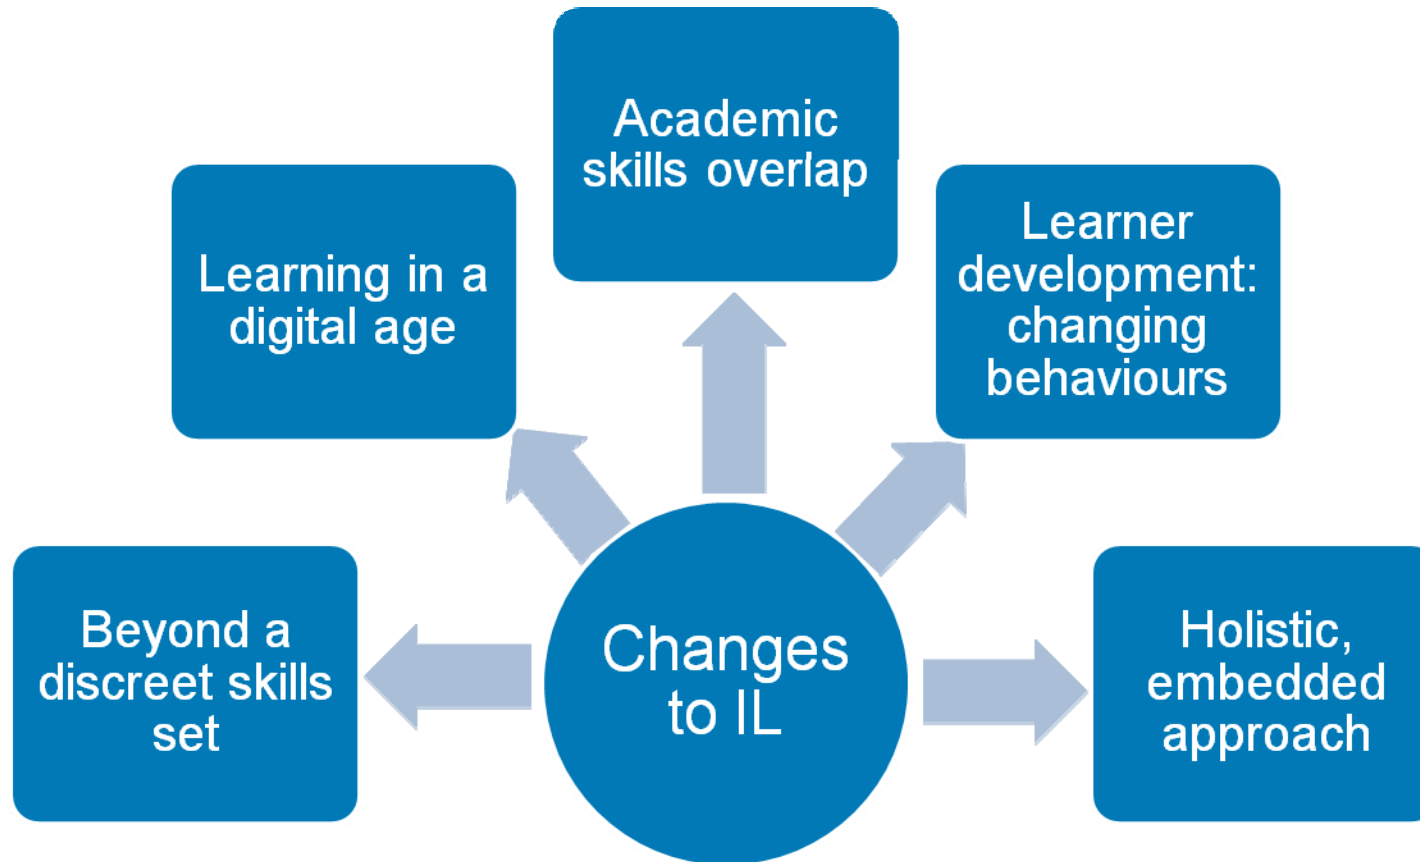 Academic
skills overlap
Learning in a
digital age
Learner
development:
changing
behaviours
Beyond a
discreet skills
set
Changes
to IL
Holistic,
embedded
approach